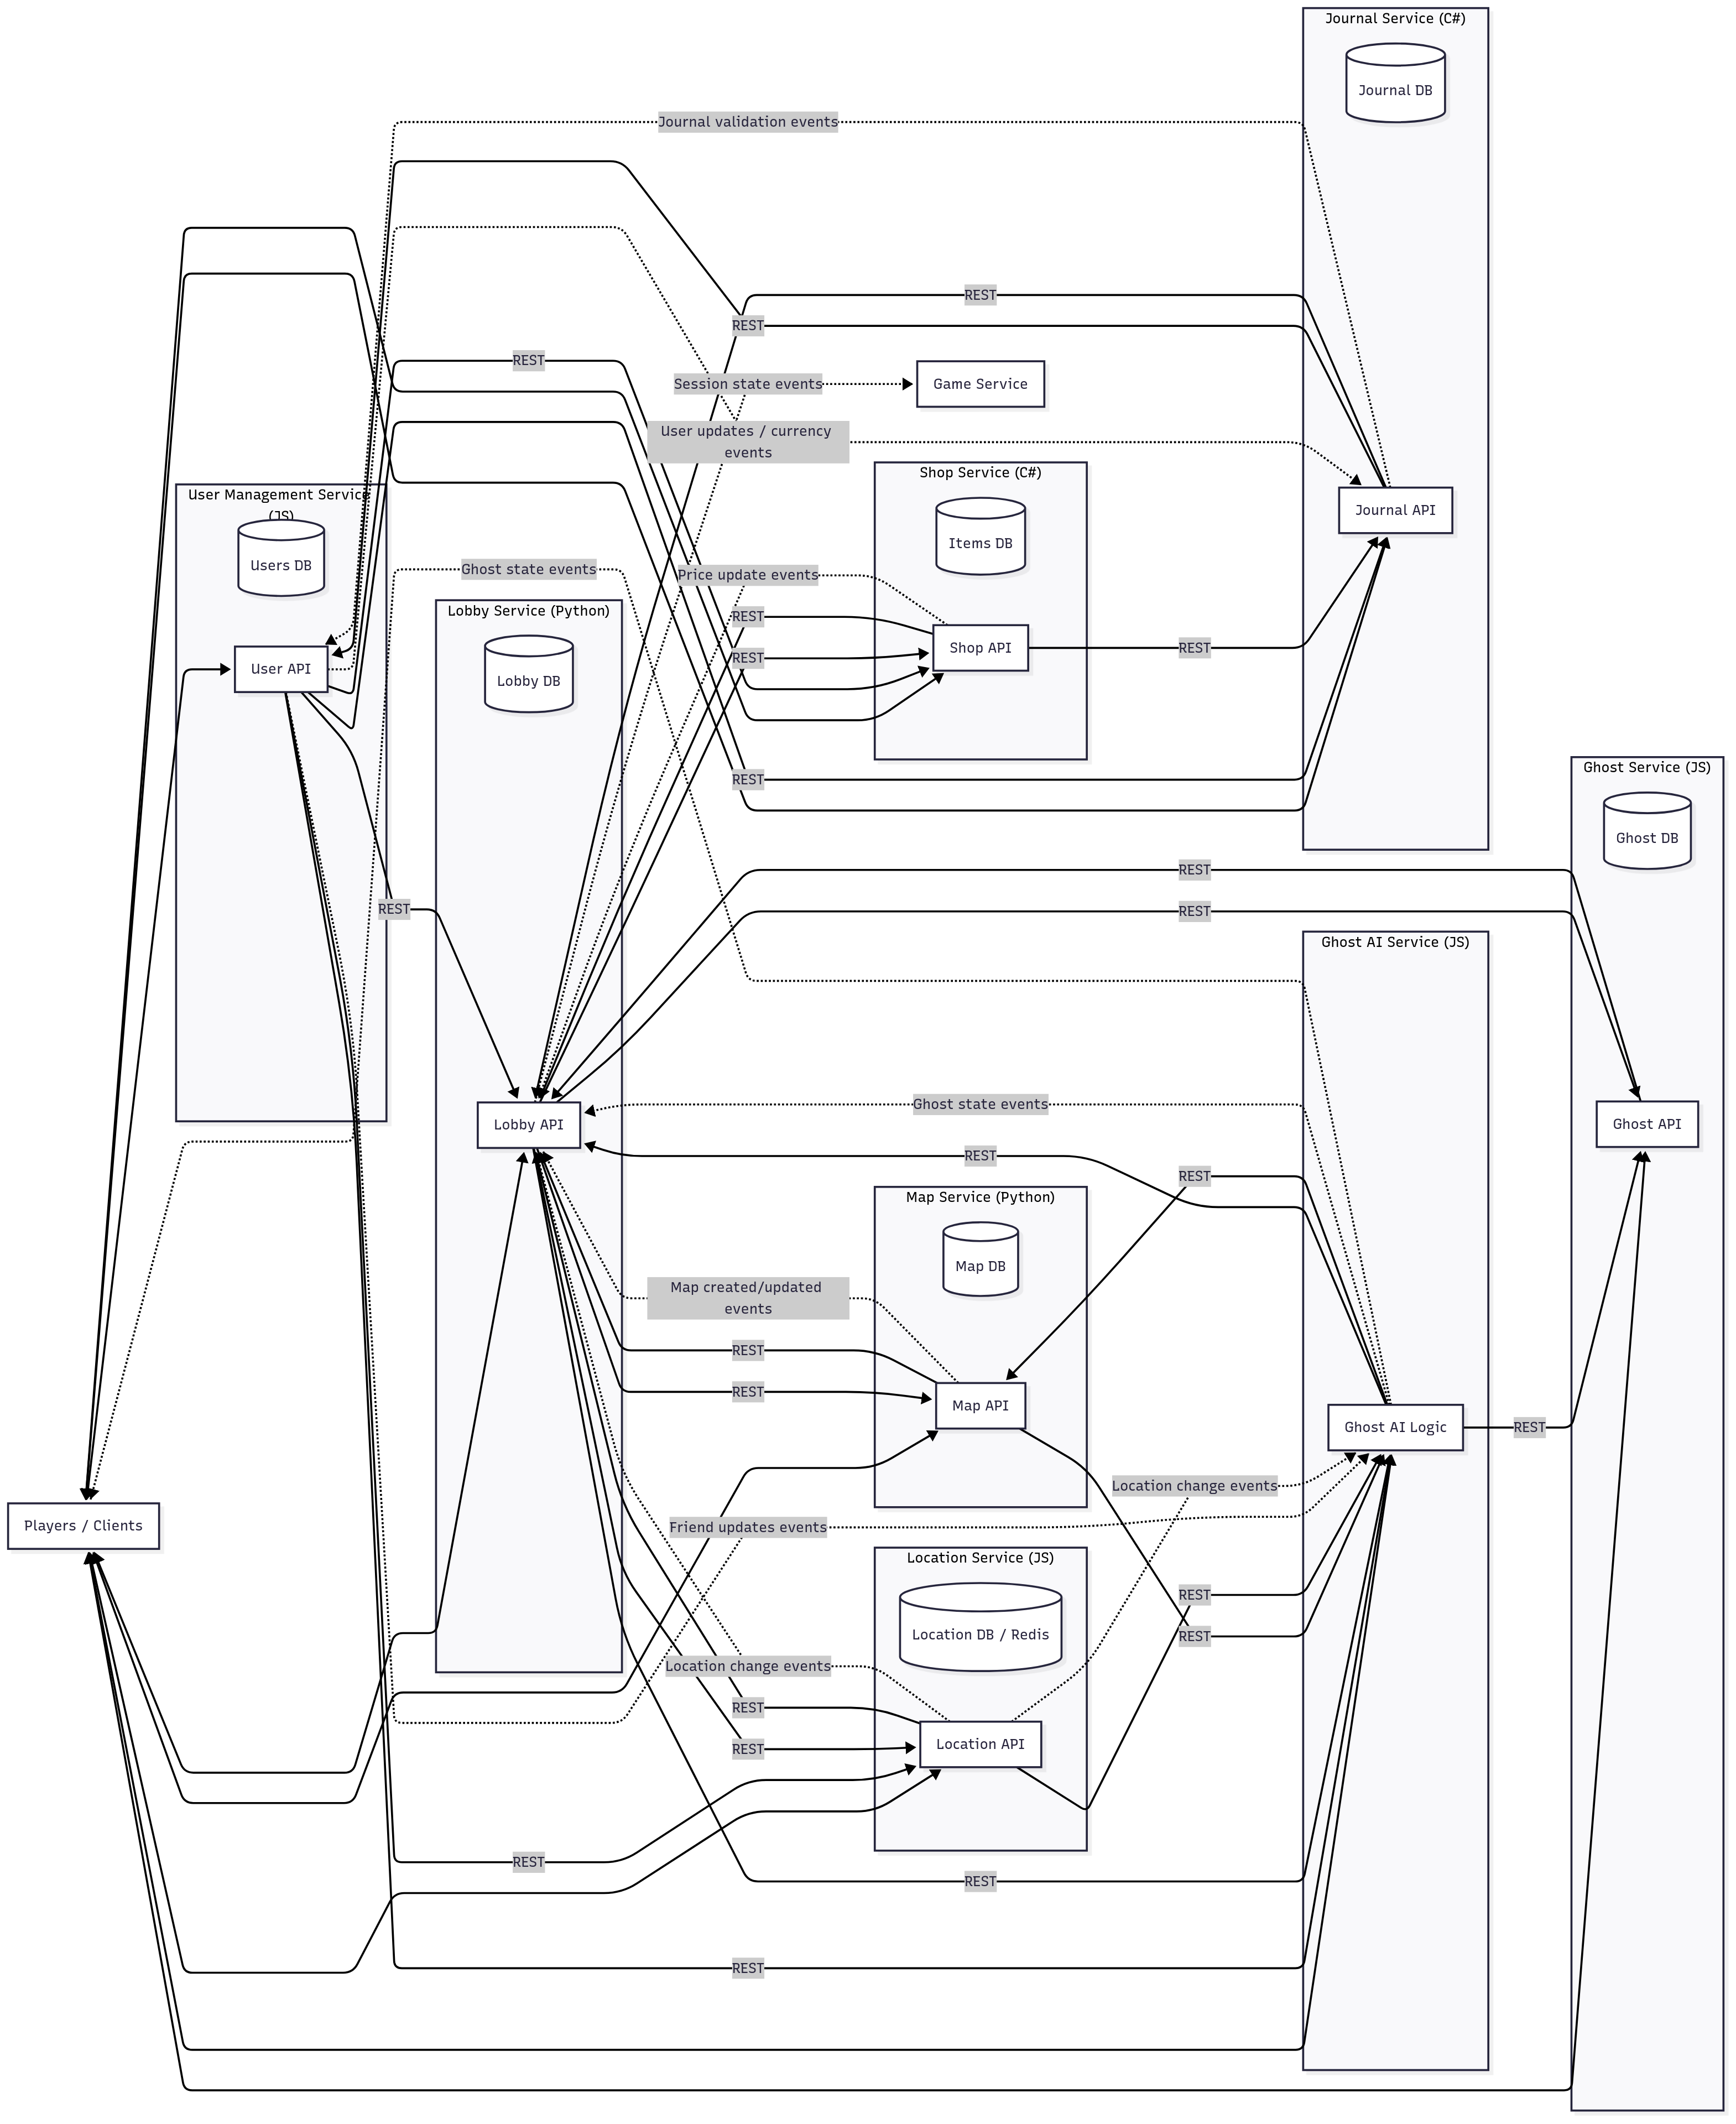 Journal Service (C#)
Journal DB
Journal validation events
REST
REST
REST
Session state events
Game Service
User updates / currency
events
Shop Service (C#)
Items DB
Journal API
User Management Service
(JS)
Users DB
Ghost state events
Price update events
Lobby Service (Python)
Lobby DB
REST
REST
Shop API
REST
User API
REST
Ghost Service (JS)
Ghost DB
REST
REST
REST
Ghost AI Service (JS)
Ghost state events
Lobby API
Ghost API
REST
REST
Map Service (Python)
Map DB
Map created/updated
events
REST
REST
Map API
Ghost AI Logic
REST
Location change events
Players / Clients
Friend updates events
Location Service (JS)
REST
Location DB / Redis
REST
Location change events
REST
REST
Location API
REST
REST
REST